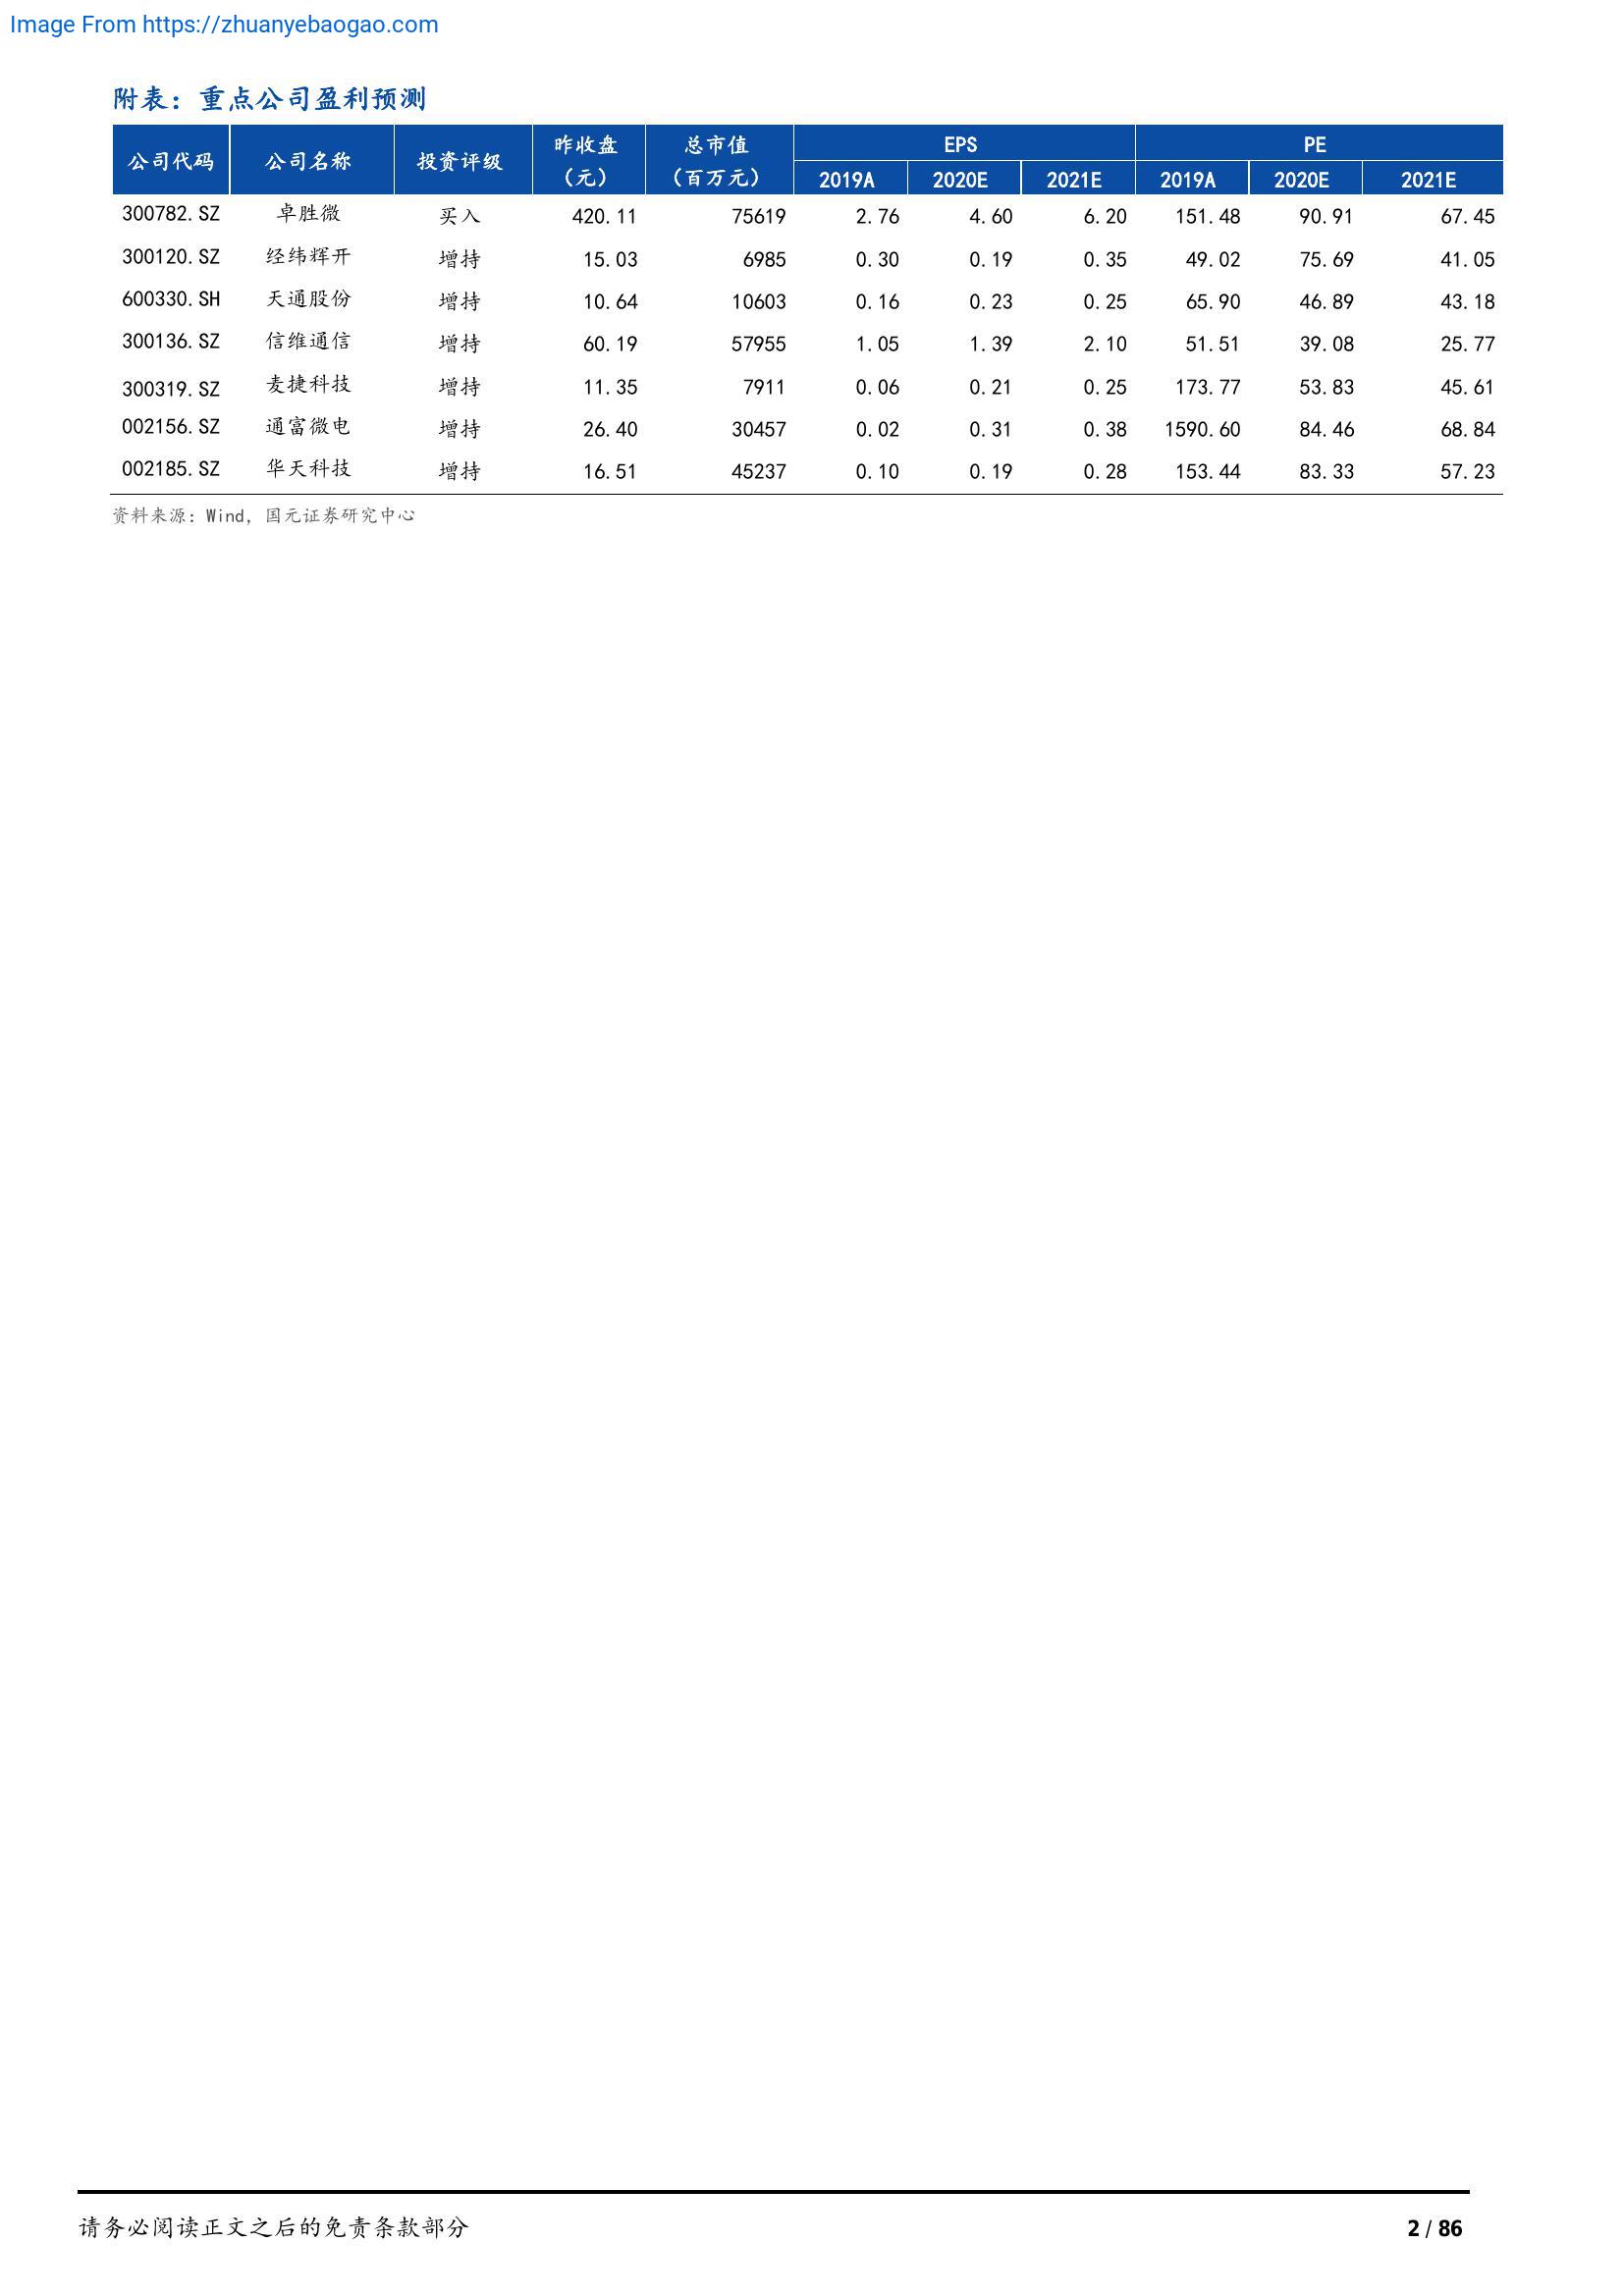 Image From https://zhuanyebaogao.com
附表：重点公司盈利预测
公司代码 公司名称 投资评级 昨收盘（元） 总市值（百万元） EPS PE
2019A 2020E 2021E 2019A 2020E 2021E
300782.SZ 卓胜微 买入 420.11 75619 2.76 4.60 6.20 151.48 90.91 67.45
300120.SZ 经纬辉开 增持 15.03 6985 0.30 0.19 0.35 49.02 75.69 41.05
600330.SH 天通股份 增持 10.64 10603 0.16 0.23 0.25 65.90 46.89 43.18
300136.SZ 信维通信 增持 60.19 57955 1.05 1.39 2.10 51.51 39.08 25.77
300319.SZ 麦捷科技 增持 11.35 7911 0.06 0.21 0.25 173.77 53.83 45.61
002156.SZ 通富微电 增持 26.40 30457 0.02 0.31 0.38 1590.60 84.46 68.84
002185.SZ 华天科技 增持 16.51 45237 0.10 0.19 0.28 153.44 83.33 57.23
资料来源：Wind，国元证券研究中心
请务必阅读正文之后的免责条款部分 2 / 86